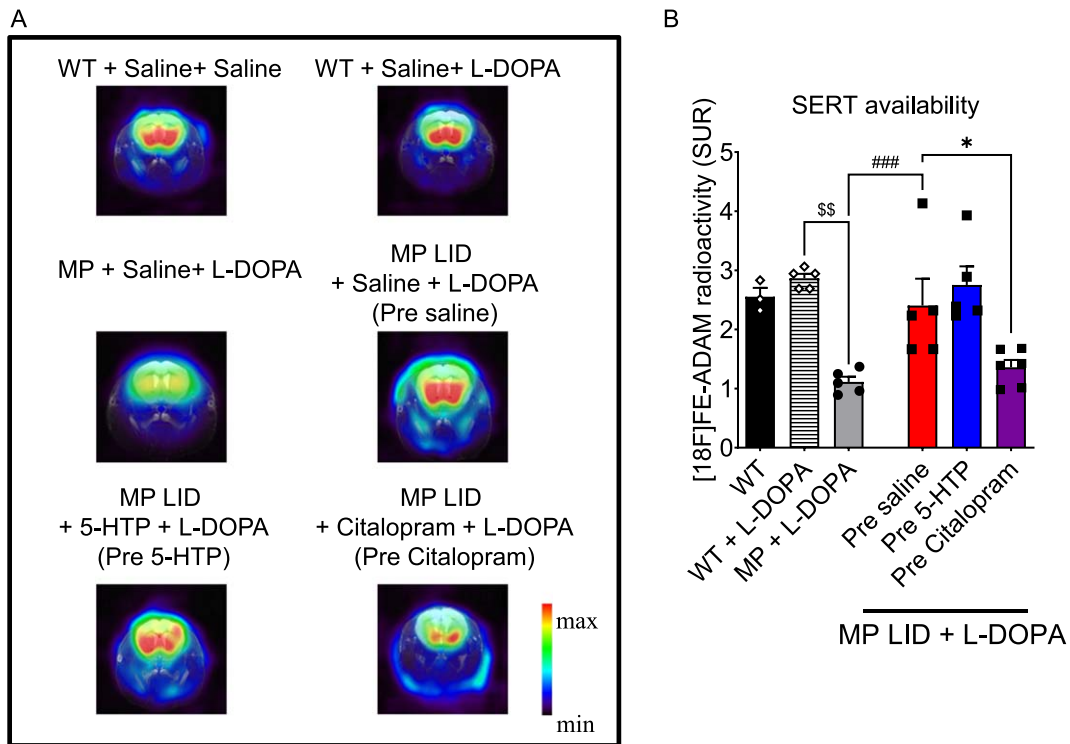 A
WT + Saline+ Saline
WT + Saline+ L-DOPA
MP + Saline+ L-DOPA
MP LID
+ Saline + L-DOPA
(Pre saline)
MP LID
+ 5-HTP + L-DOPA
(Pre 5-HTP)
MP LID
+ Citalopram + L-DOPA
(Pre Citalopram)
max
min
B
SERT availability
[18F]FE-ADAM radioactivity (SUR)
5
4
3
2
1
0
$$
###
*
WT
WT + L-DOPA
MP + L-DOPA
Pre saline
Pre 5-HTP
Pre Citalopram
MP LID + L-DOPA